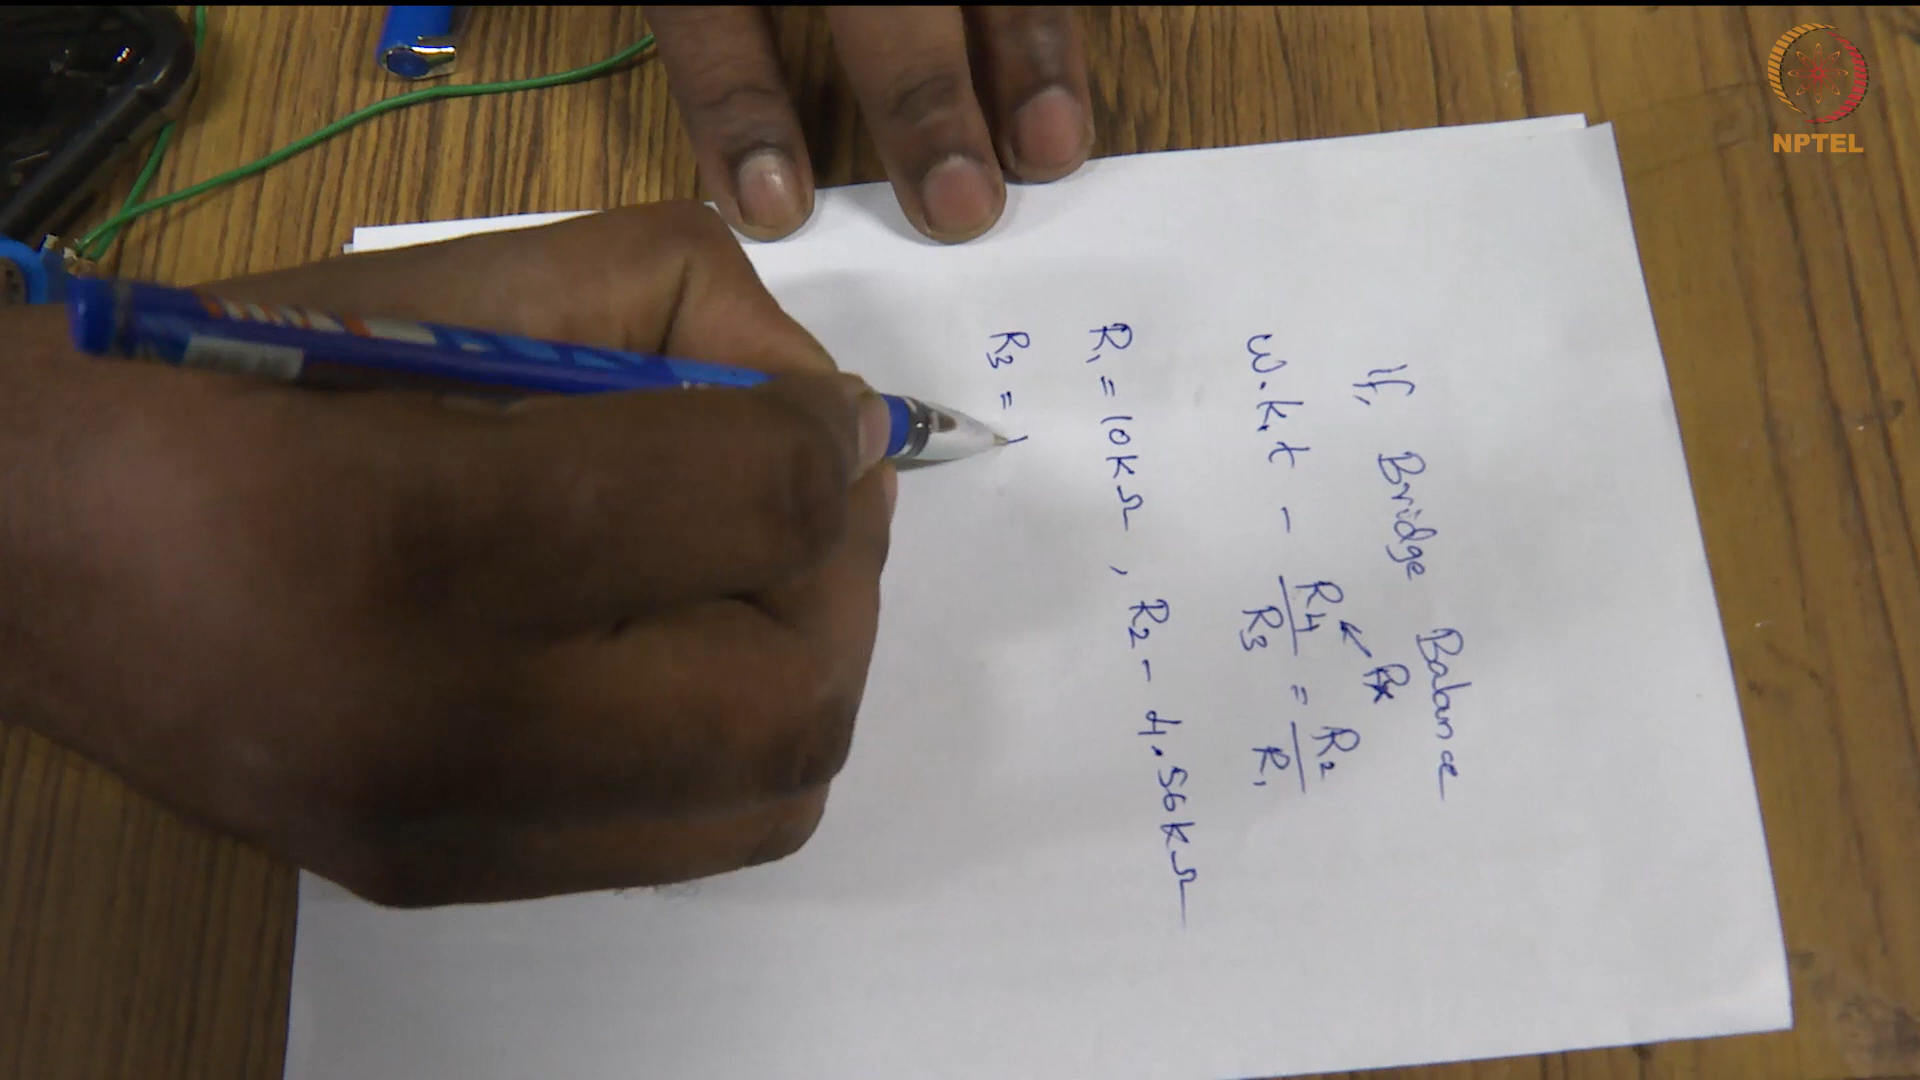 If, Bridge Balance
w.k.t - R4/R3 = R2/R1
Rx
R1 = 10kΩ, R2 - 4.56kΩ
R3 = 1
NPTEL